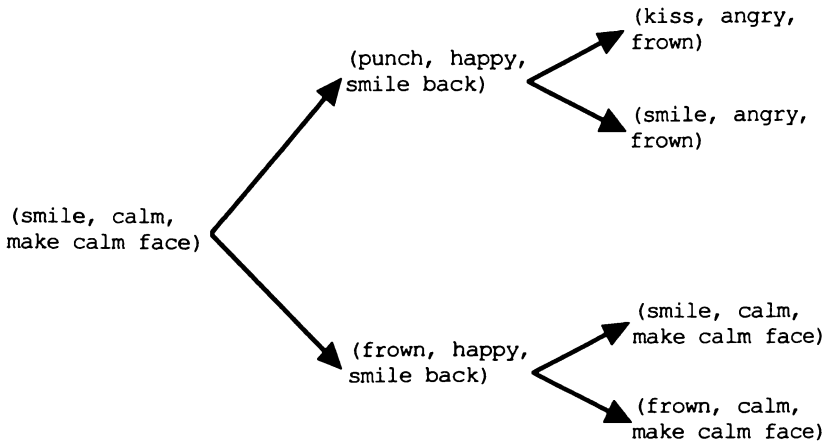 (kiss, angry,
frown)
(punch, happy,
smile back)
(smile, angry,
frown)
(smile, calm,
make calm face)
(smile, calm,
make calm face)
(frown, happy,
smile back)
(frown, calm,
make calm face)